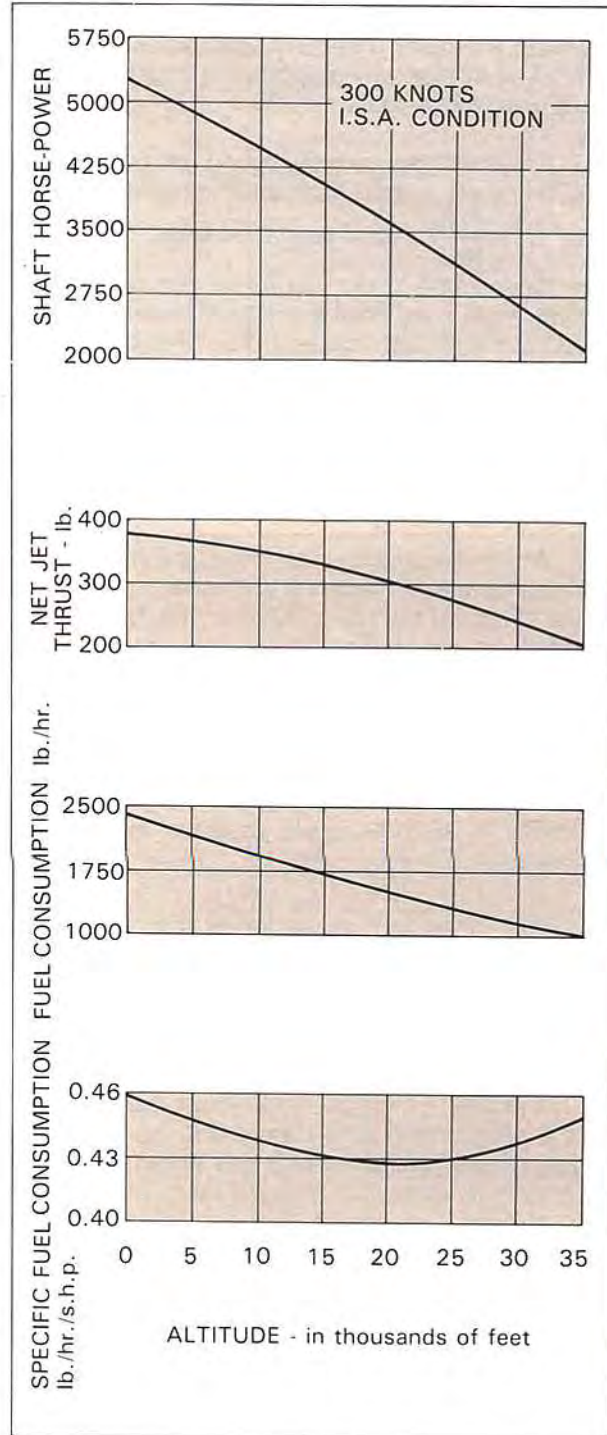 SHAFT HORSE-POWER
5750
5000
4250
3500
2750
2000
300 KNOTS
I.S.A. CONDITION
NET JET
THRUST - lb.
400
300
200
FUEL CONSUMPTION lb./hr.
2500
1750
1000
SPECIFIC FUEL CONSUMPTION
lb./hr./s.h.p.
0.46
0.43
0.40
0 5 10 15 20 25 30 35
ALTITUDE - in thousands of feet